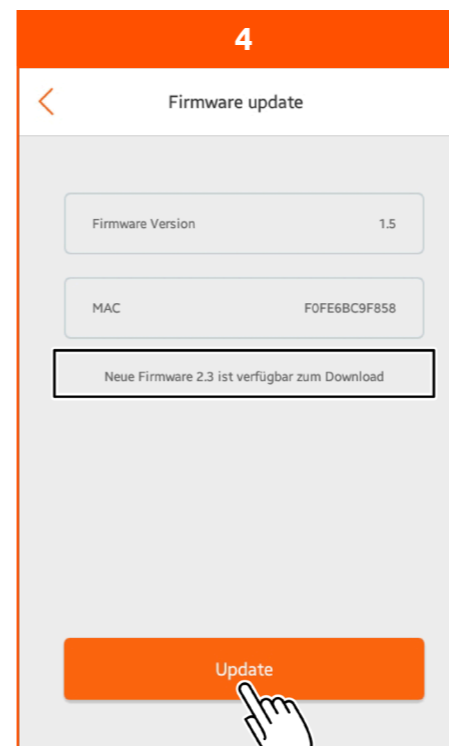 4
Firmware update
Firmware Version 1.5
MAC F0FE6BC9F858
Neue Firmware 2.3 ist verfügbar zum Download
Update